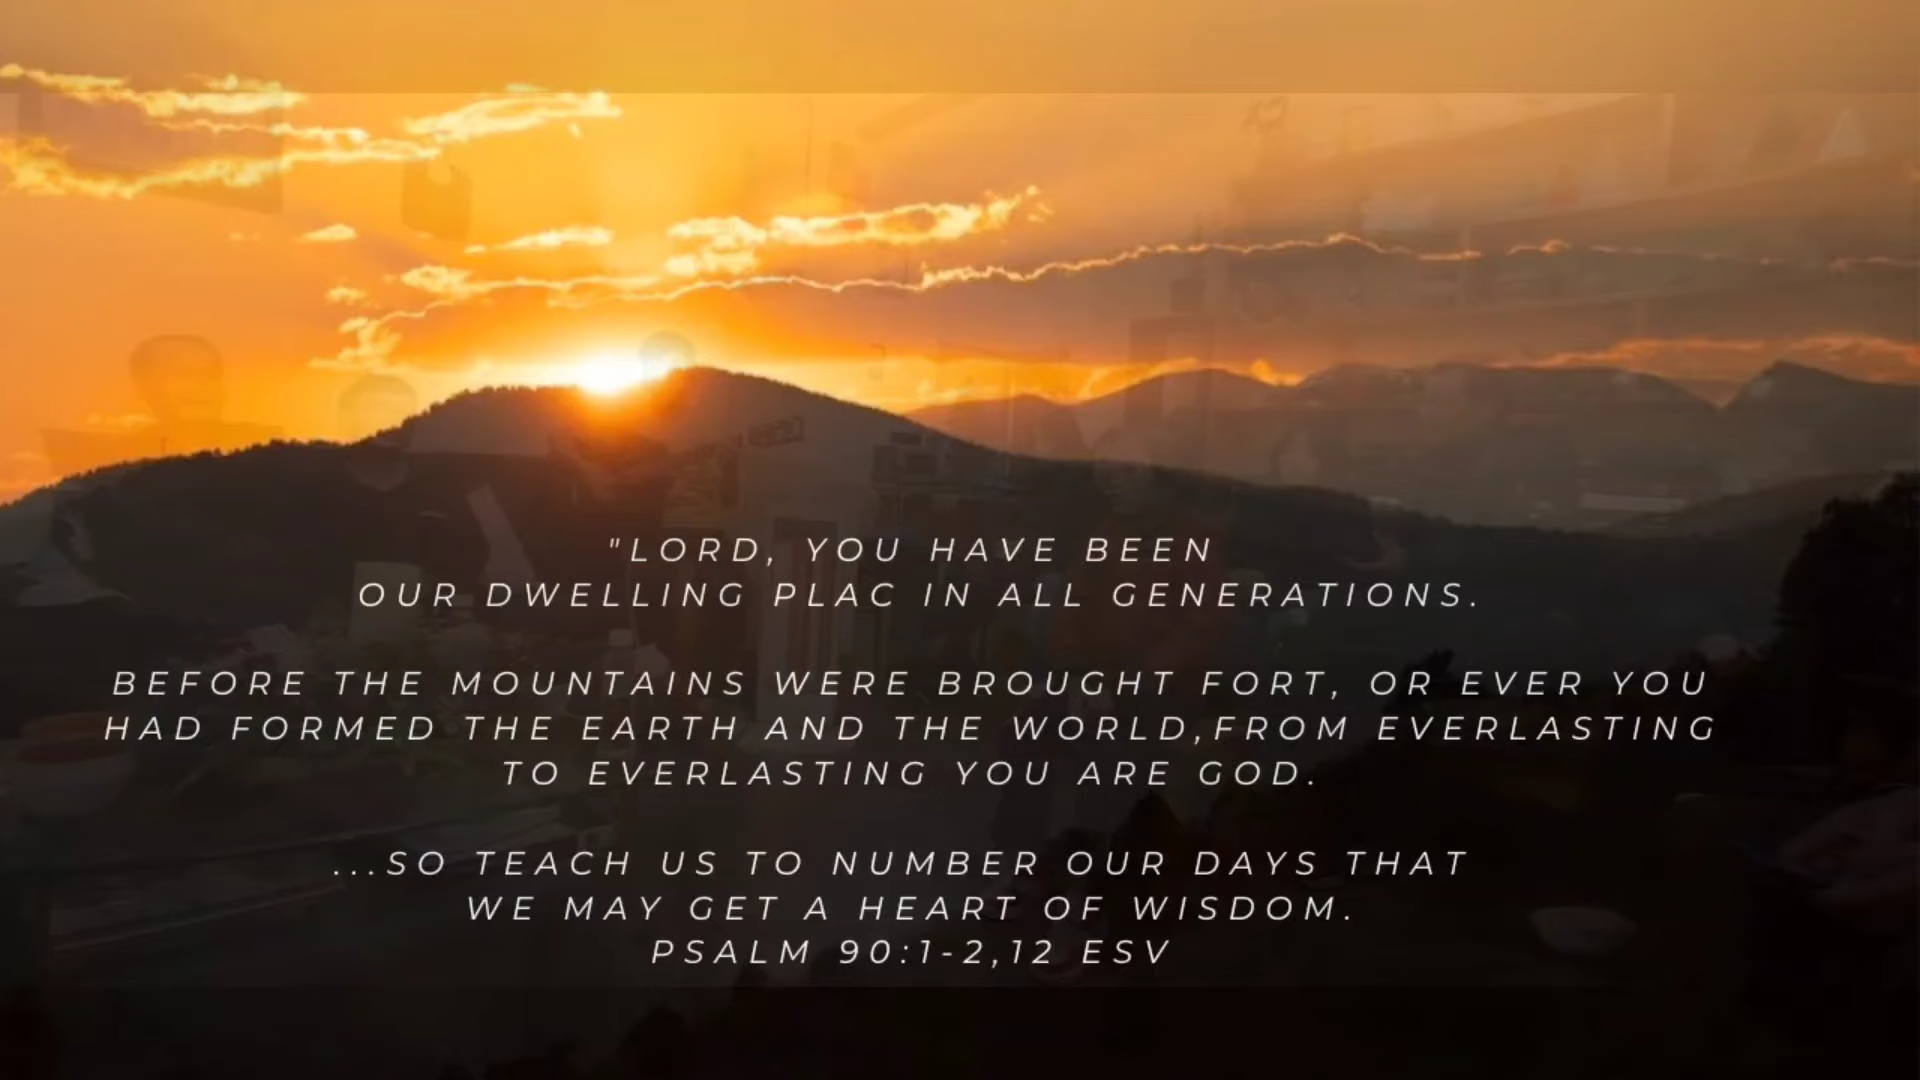 "LORD, YOU HAVE BEEN
OUR DWELLING PLAC IN ALL GENERATIONS.
BEFORE THE MOUNTAINS WERE BROUGHT FORT, OR EVER YOU
HAD FORMED THE EARTH AND THE WORLD,FROM EVERLASTING
TO EVERLASTING YOU ARE GOD.
...SO TEACH US TO NUMBER OUR DAYS THAT
WE MAY GET A HEART OF WISDOM.
PSALM 90:1-2,12 ESV